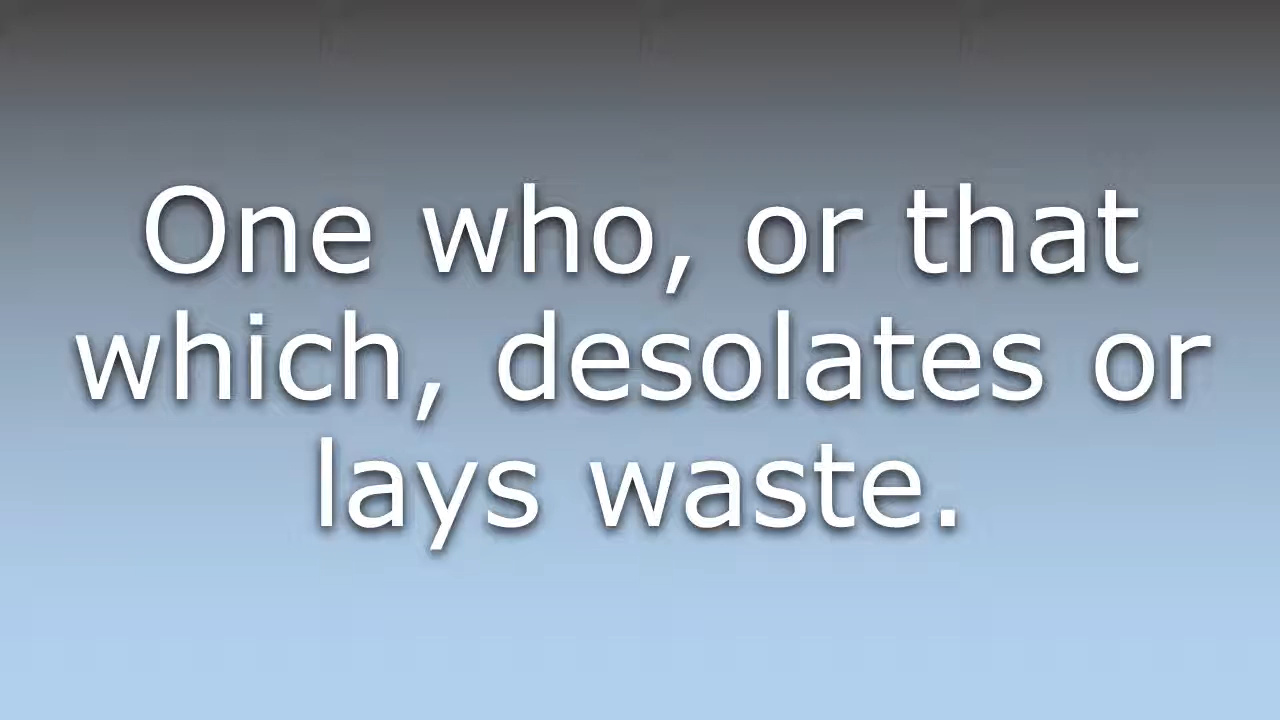 One who, or that
which, desolates or
lays waste.